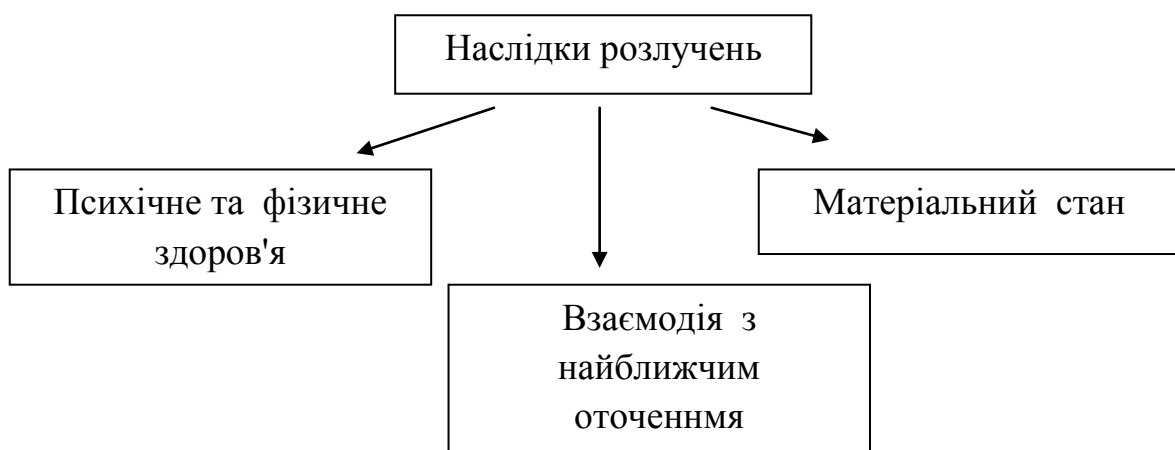 Наслідки розлучень
Психічне та фізичне
здоров'я
Матеріальний стан
Взаємодія з
найближчим
оточеннмя